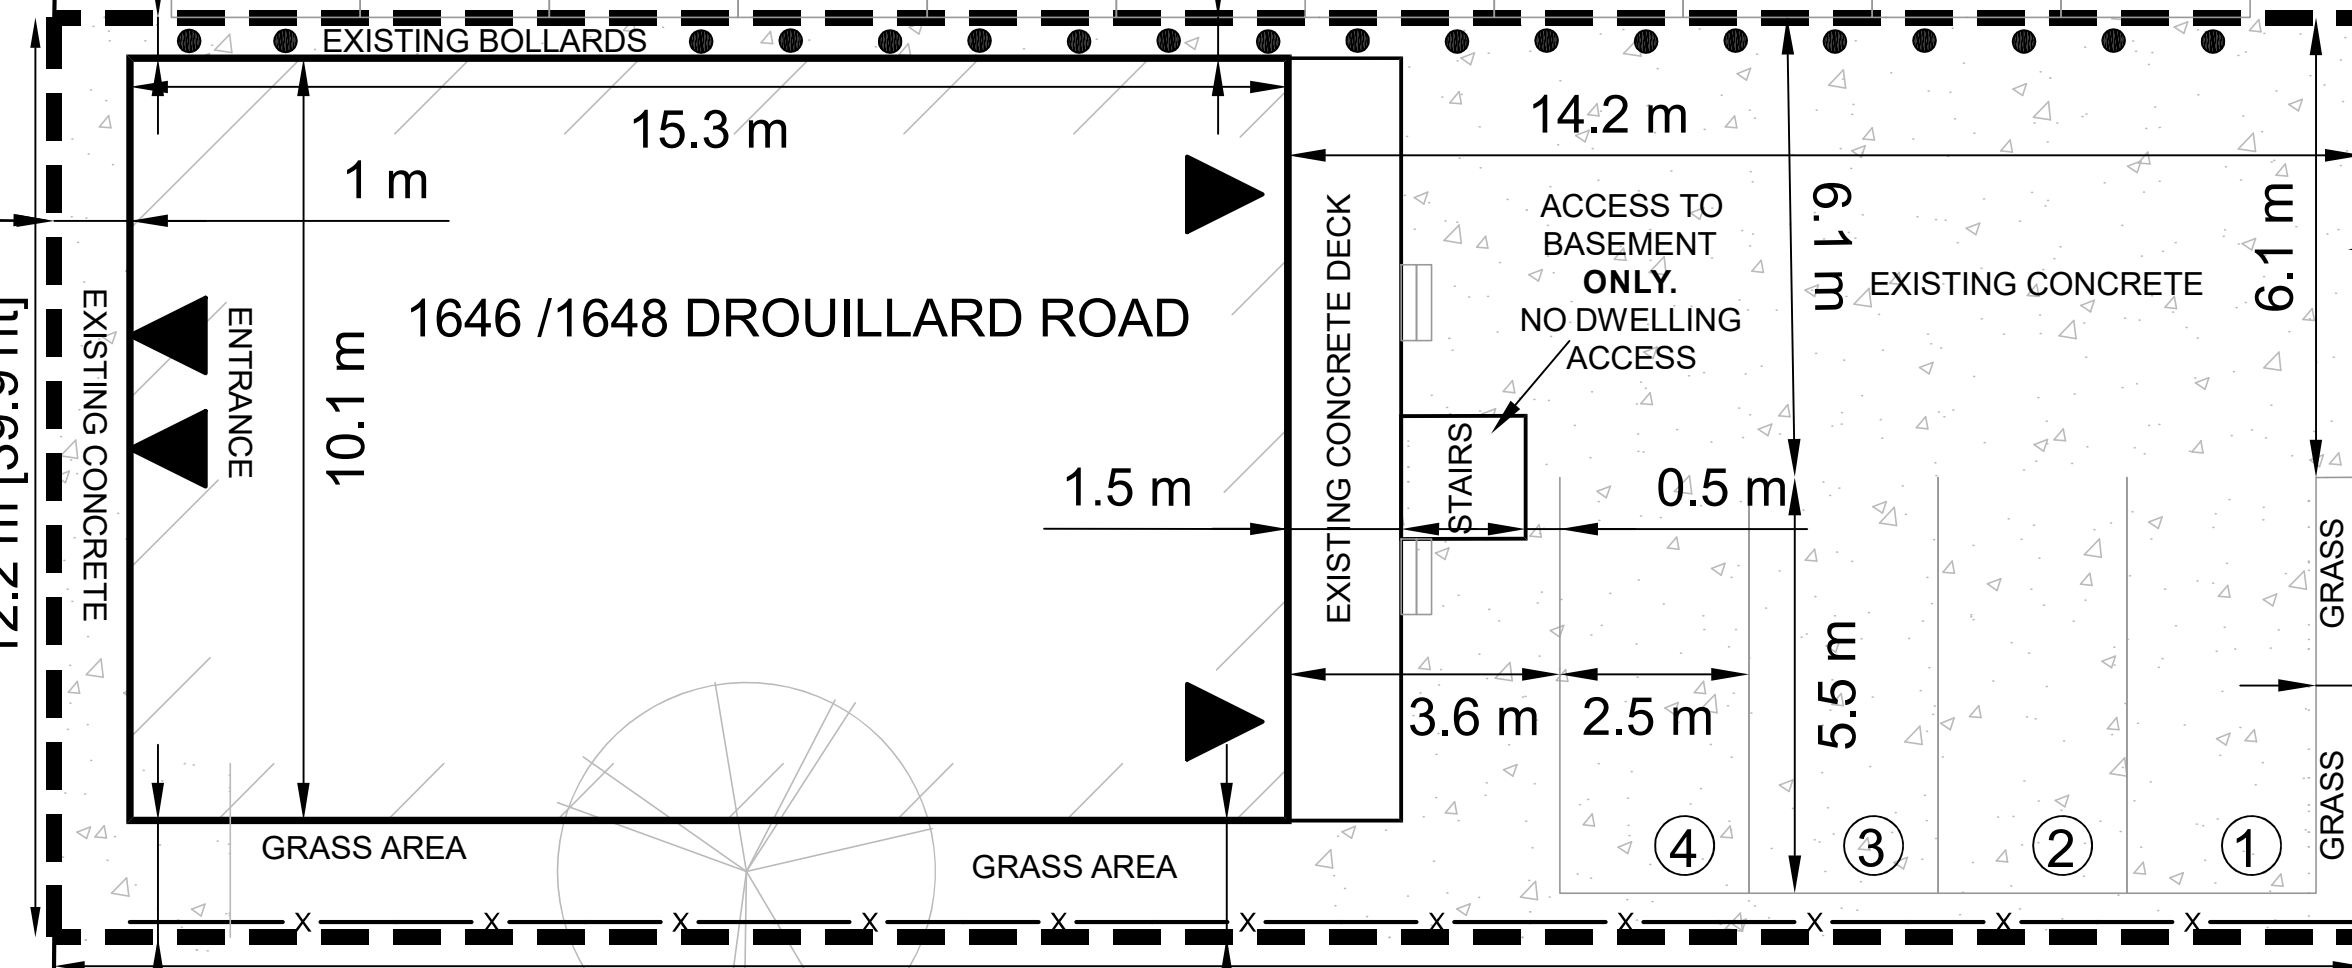 EXISTING BOLLARDS
15.3 m
14.2 m
1 m
6.1 m
6.1 m
ACCESS TO
BASEMENT
ONLY.
NO DWELLING
ACCESS
EXISTING CONCRETE
1646 /1648 DROUILLARD ROAD
EXISTING CONCRETE
ENTRANCE
10.1 m
EXISTING CONCRETE DECK
STAIRS
1.5 m
0.5 m
GRASS
3.6 m
2.5 m
5.5 m
GRASS
GRASS AREA
GRASS AREA
4
3
2
1
X X X X X X X X X X X